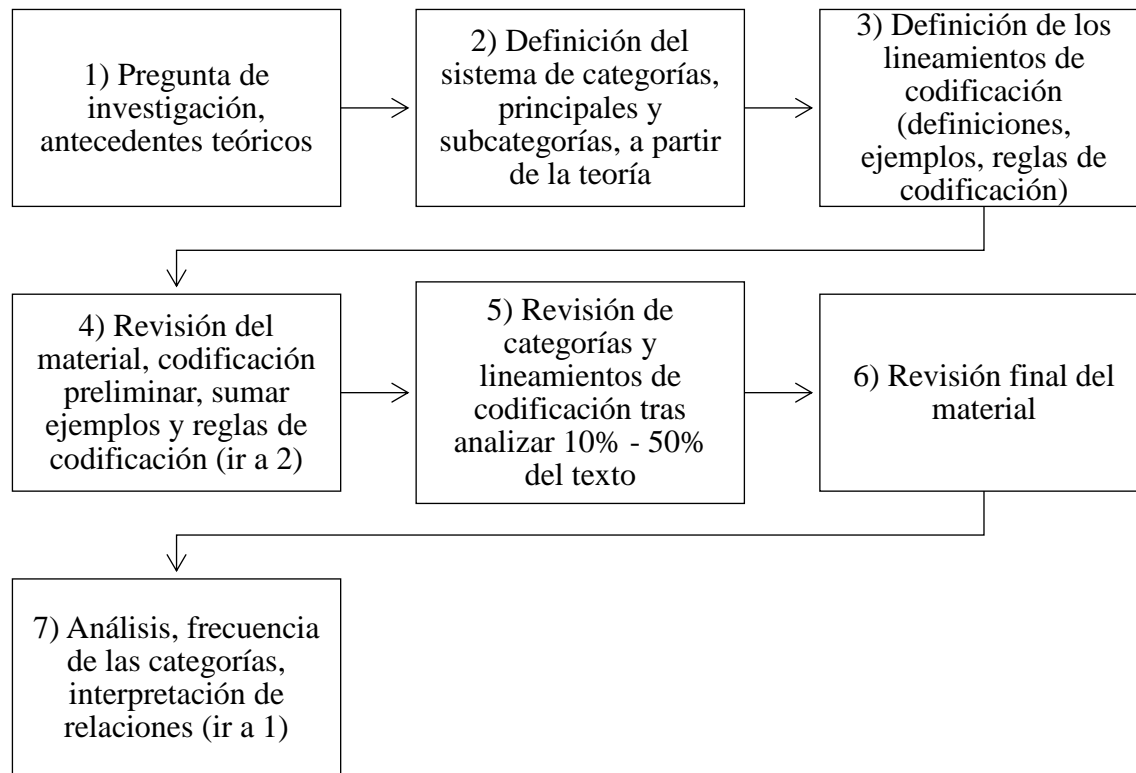 1) Pregunta de
investigación,
antecedentes teóricos
2) Definición del
sistema de categorías,
principales y
subcategorías, a partir
de la teoría
3) Definición de los
lineamientos de
codificación
(definiciones,
ejemplos, reglas de
codificación)
4) Revisión del
material, codificación
preliminar, sumar
ejemplos y reglas de
codificación (ir a 2)
5) Revisión de
categorías y
lineamientos de
codificación tras
analizar 10% - 50%
del texto
6) Revisión final del
material
7) Análisis, frecuencia
de las categorías,
interpretación de
relaciones (ir a 1)